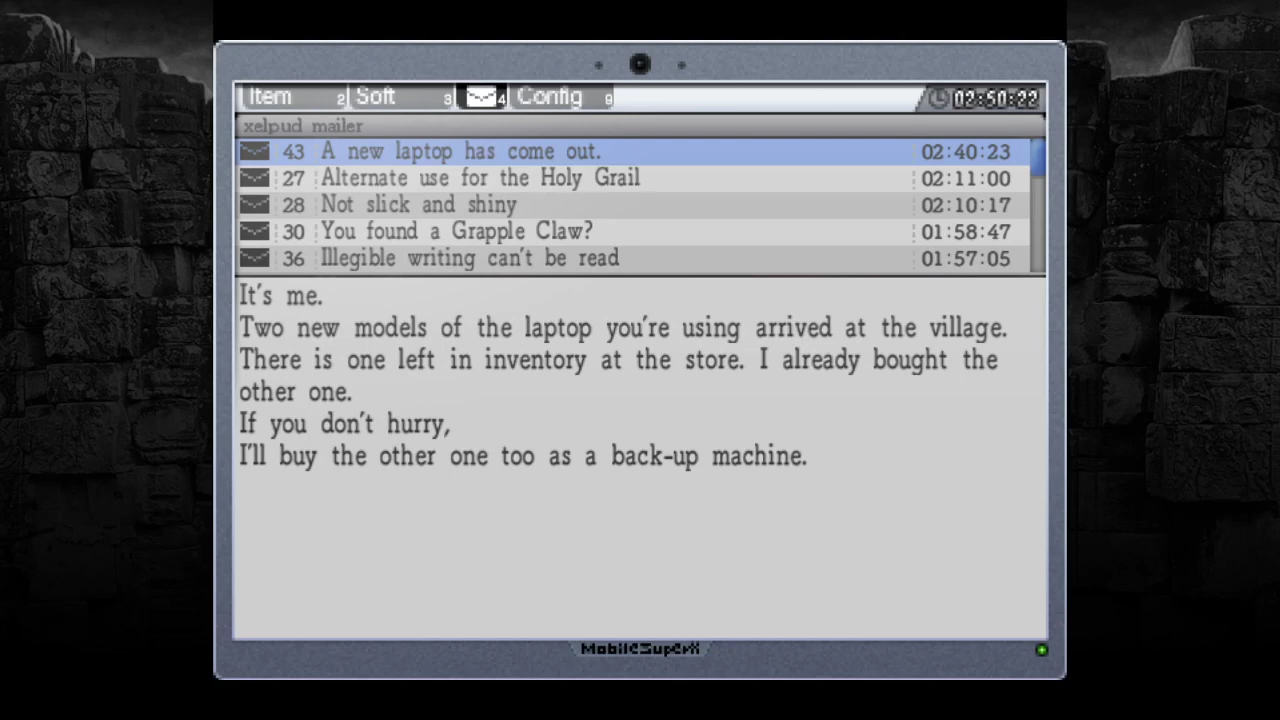 Item 2 Soft 3 4 Config 9 02:50:22
xelpud mailer
43 A new laptop has come out. 02:40:23
27 Alternate use for the Holy Grail 02:11:00
28 Not slick and shiny 02:10:17
30 You found a Grapple Claw? 01:58:47
36 Illegible writing can't be read 01:57:05
It's me.
Two new models of the laptop you're using arrived at the village.
There is one left in inventory at the store. I already bought the
other one.
If you don't hurry,
I'll buy the other one too as a back-up machine.
MobileSuperX